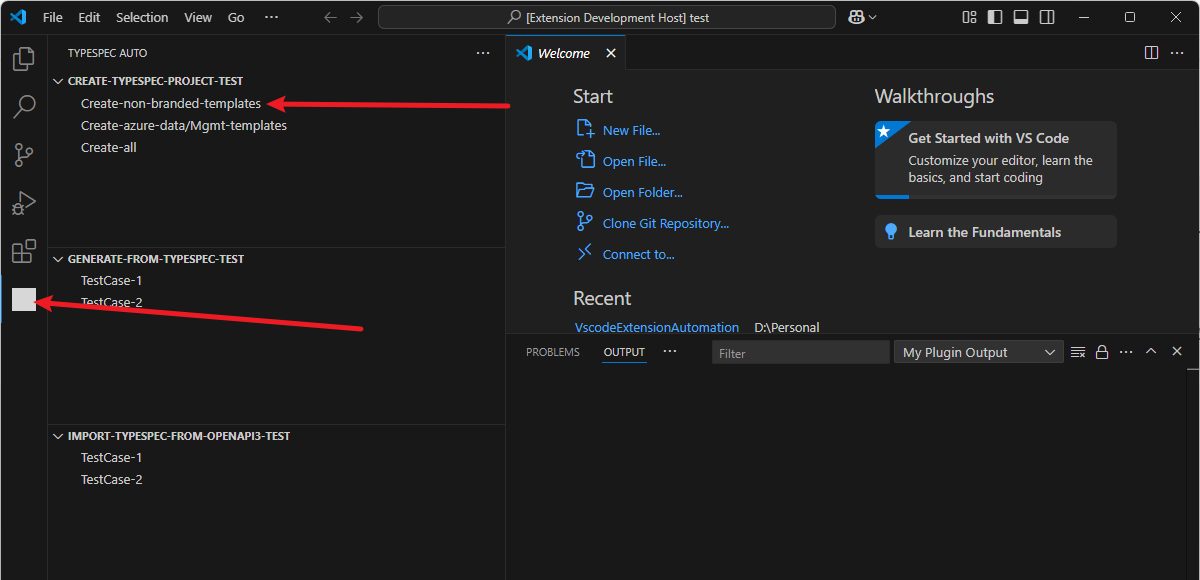 File Edit Selection View Go ···
[Extension Development Host] test
TYPESPEC AUTO
CREATE-TYPESPEC-PROJECT-TEST
Create-non-branded-templates
Create-azure-data/Mgmt-templates
Create-all
GENERATE-FROM-TYPESPEC-TEST
TestCase-1
TestCase-2
IMPORT-TYPESPEC-FROM-OPENAPI3-TEST
TestCase-1
TestCase-2
Welcome
Start
New File...
Open File...
Open Folder...
Clone Git Repository...
Connect to...
Recent
VscodeExtensionAutomation D:\Personal
Walkthroughs
Get Started with VS Code
Customize your editor, learn the
basics, and start coding
Learn the Fundamentals
PROBLEMS OUTPUT ···
Filter
My Plugin Output